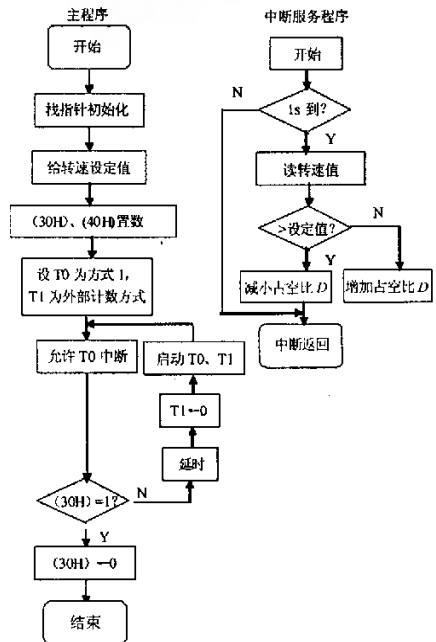 主程序
开始
栈指针初始化
给转速设定值
(30H)、(40H)置数
设 T0 为方式 1,
T1 为外部计数方式
允许 T0 中断
启动 T0、T1
T1←0
延时
(30H)=1?
N
Y
(30H)←0
结束
中断服务程序
开始
N
1s 到?
Y
读转速值
>设定值?
N
Y
减小占空比 D
增加占空比 D
中断返回